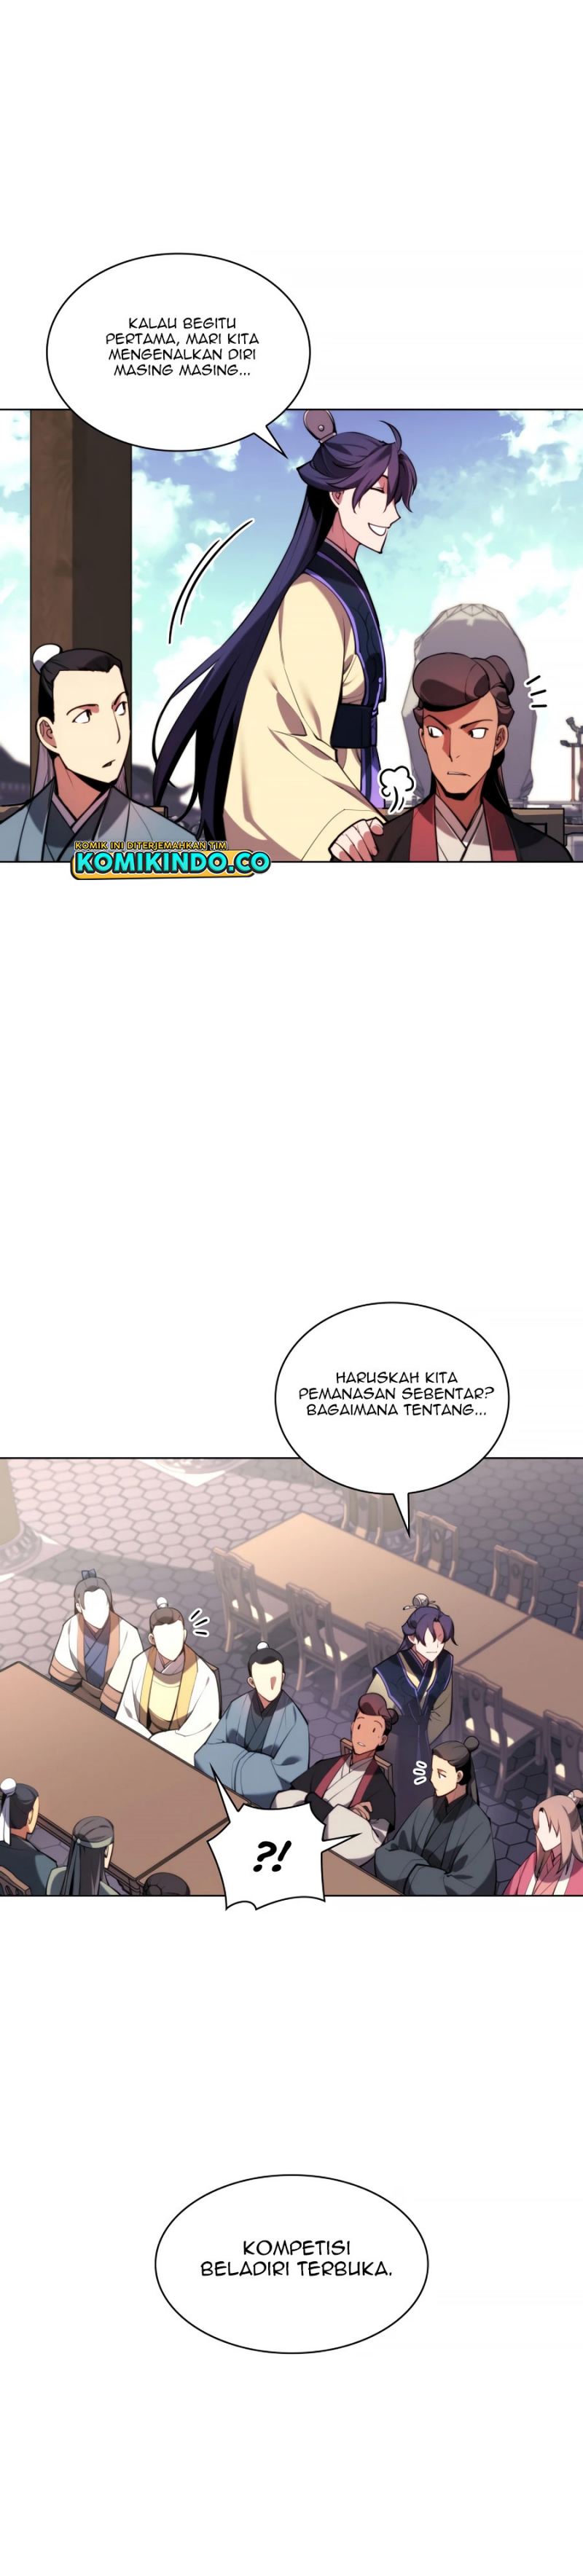 KALAU BEGITU
PERTAMA, MARI KITA
MENGENALKAN DIRI
MASING MASING...
KOMIK INI DITERJEMAHKAN TIM
KOMIKINDO.CO
HARUSKAH KITA
PEMANASAN SEBENTAR?
BAGAIMANA TENTANG...
?!
KOMPETISI
BELADIRI TERBUKA.